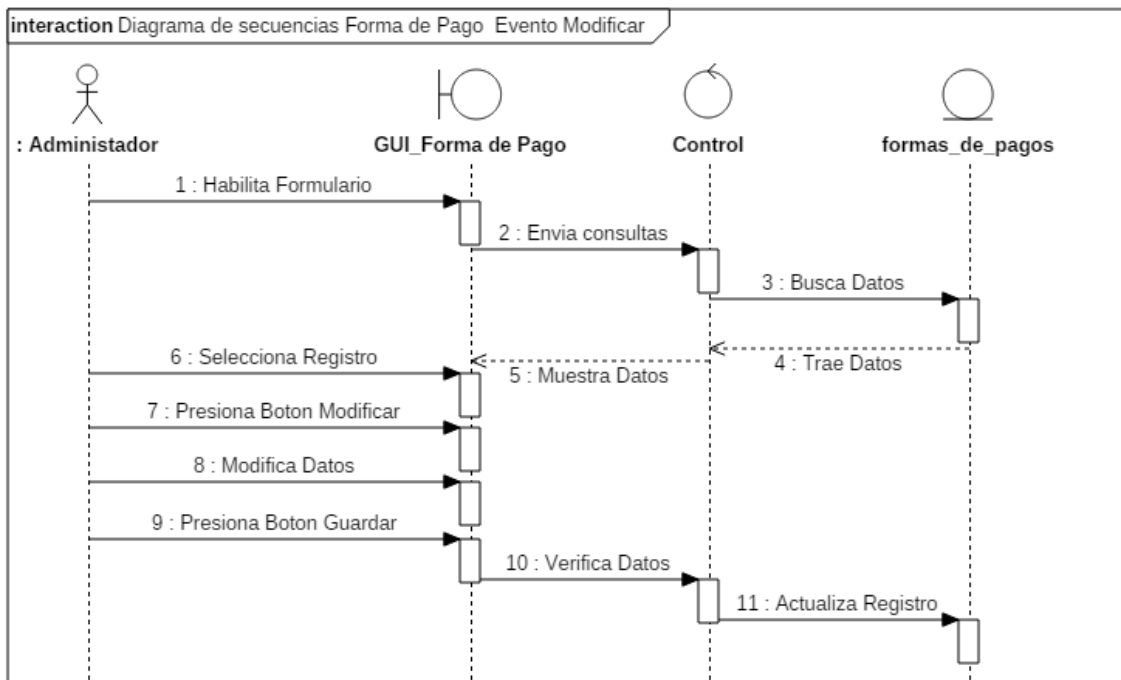 interaction Diagrama de secuencias Forma de Pago  Evento Modificar
: Administador
GUI_Forma de Pago
Control
formas_de_pagos
1 : Habilita Formulario
2 : Envia consultas
3 : Busca Datos
4 : Trae Datos
5 : Muestra Datos
6 : Selecciona Registro
7 : Presiona Boton Modificar
8 : Modifica Datos
9 : Presiona Boton Guardar
10 : Verifica Datos
11 : Actualiza Registro